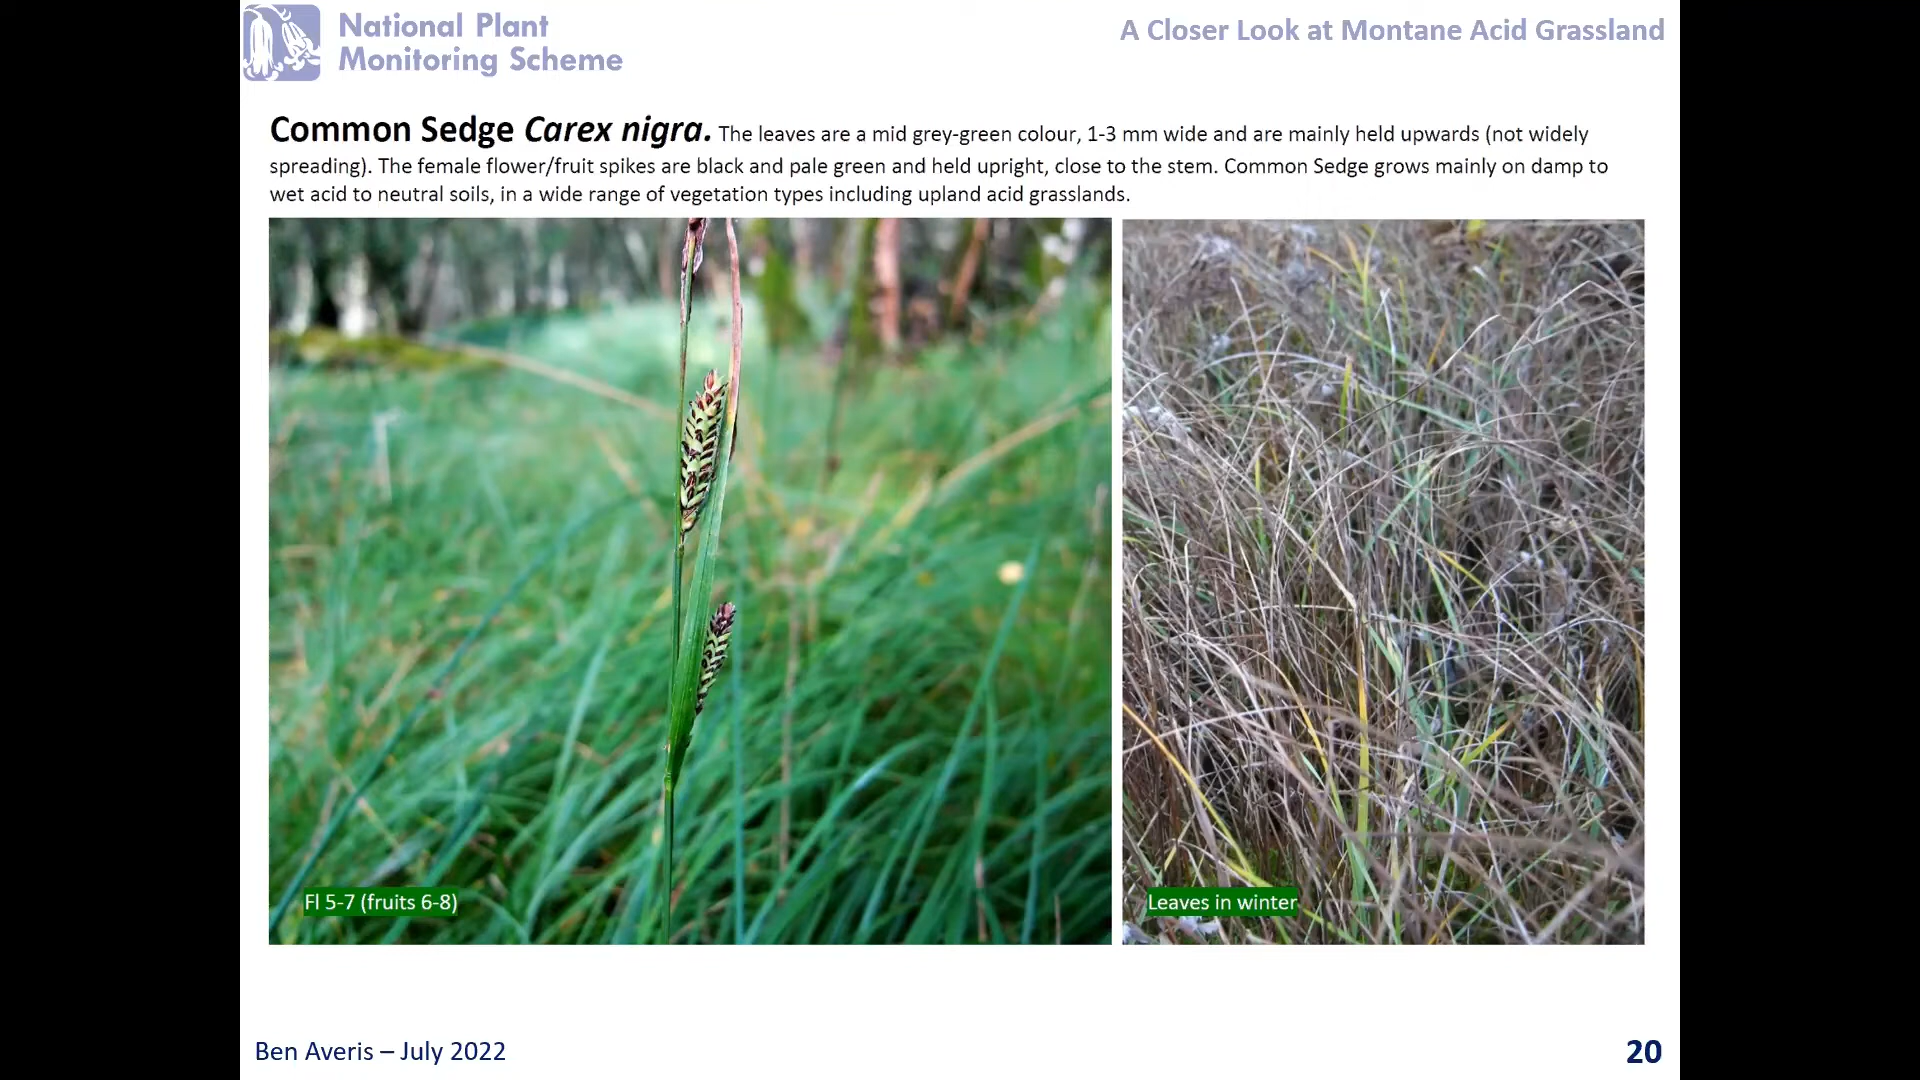 National Plant
Monitoring Scheme
A Closer Look at Montane Acid Grassland
Common Sedge Carex nigra. The leaves are a mid grey-green colour, 1-3 mm wide and are mainly held upwards (not widely
spreading). The female flower/fruit spikes are black and pale green and held upright, close to the stem. Common Sedge grows mainly on damp to
wet acid to neutral soils, in a wide range of vegetation types including upland acid grasslands.
Fl 5-7 (fruits 6-8)
Leaves in winter
Ben Averis – July 2022
20